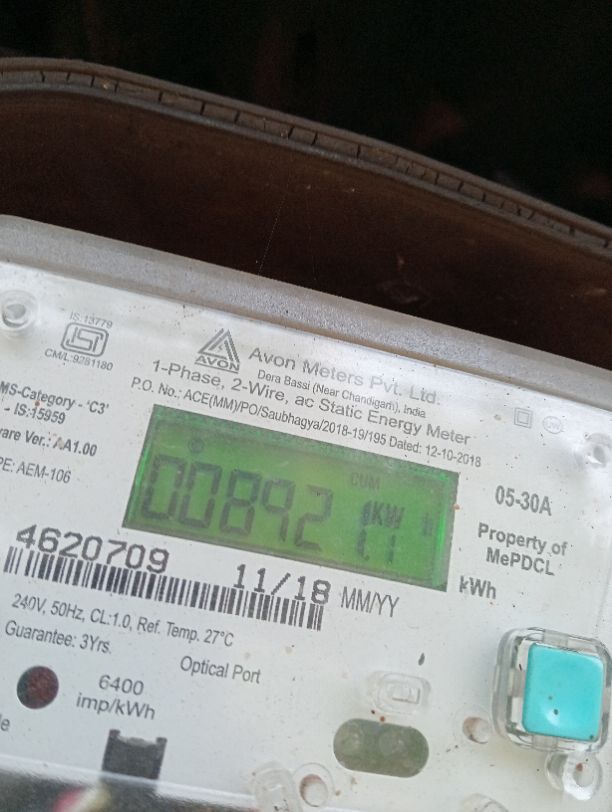 IS:13779
CM/L:9281180
AVON
Avon Meters Pvt. Ltd.
Dera Bassi (Near Chandigarh), India
1-Phase, 2-Wire, ac Static Energy Meter
P.O. No.: ACE(MM)/PO/Saubhagya/2018-19/195 Dated: 12-10-2018
MS-Category - 'C3'
- IS:15959
are Ver.: AA1.00
PE: AEM-106
CUM
00892
KW
05-30A
Property of
MePDCL
kWh
4620709
11/18 MM/YY
240V, 50Hz, CL:1.0, Ref. Temp. 27°C
Guarantee: 3Yrs.
Optical Port
6400
imp/kWh